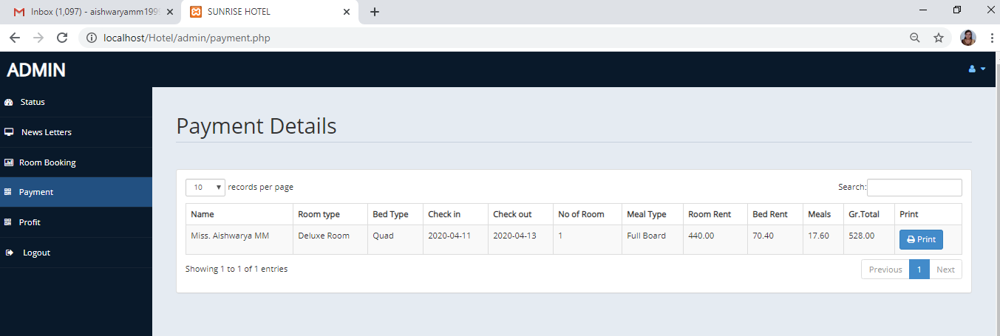 Inbox (1,097) - aishwaryamm199
SUNRISE HOTEL
localhost/Hotel/admin/payment.php
ADMIN
Status
News Letters
Room Booking
Payment
Profit
Logout
Payment Details
10 records per page
Search:
Name Room type Bed Type Check in Check out No of Room Meal Type Room Rent Bed Rent Meals Gr.Total Print
Miss. Aishwarya MM Deluxe Room Quad 2020-04-11 2020-04-13 1 Full Board 440.00 70.40 17.60 528.00 Print
Showing 1 to 1 of 1 entries
Previous 1 Next